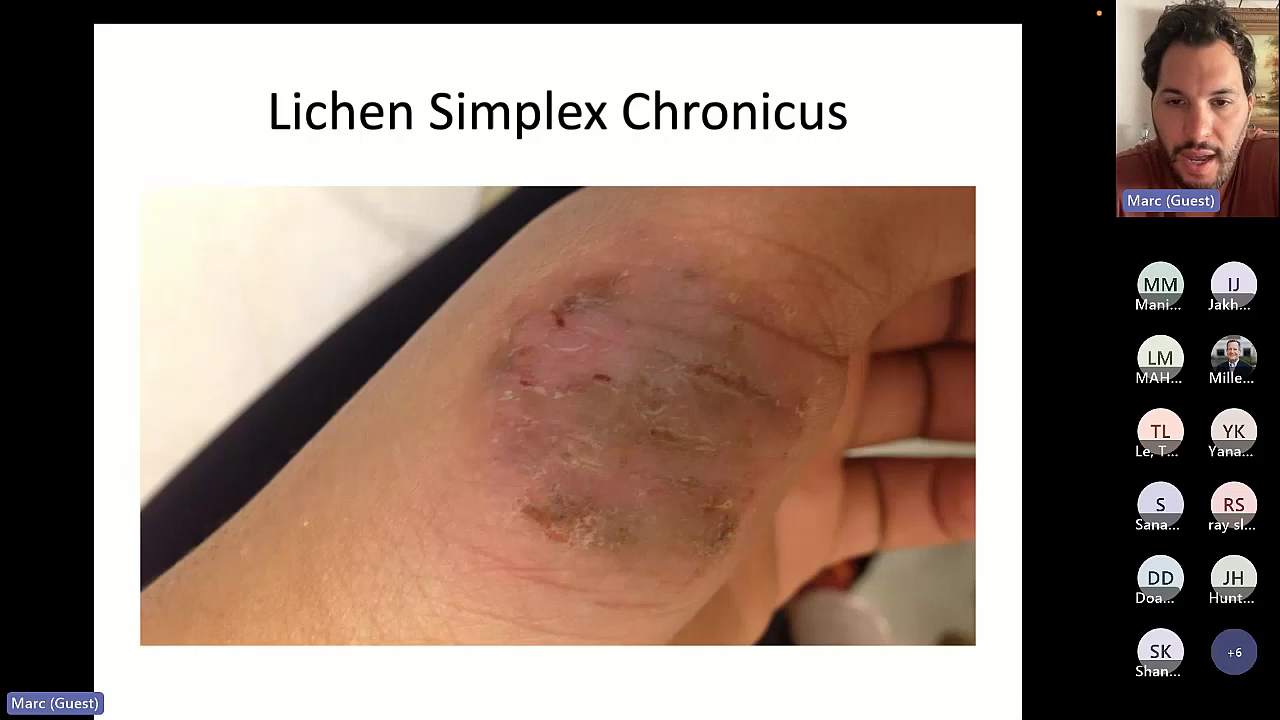 Lichen Simplex Chronicus
Marc (Guest)
MM
IJ
Mani...
Jakh...
LM
MAH...
Mille...
TL
YK
Le, T...
Yana...
S
RS
Sana...
ray sl...
DD
JH
Doa...
Hunt...
SK
+6
Shan...
Marc (Guest)